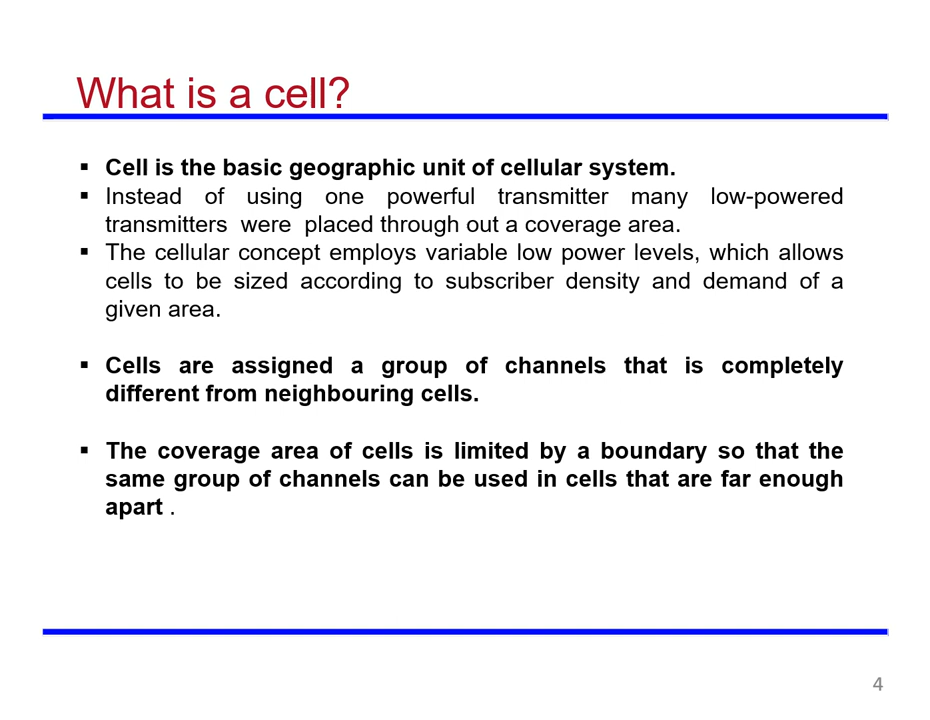 What is a cell?
▪ Cell is the basic geographic unit of cellular system.
▪ Instead of using one powerful transmitter many low-powered
transmitters were placed through out a coverage area.
▪ The cellular concept employs variable low power levels, which allows
cells to be sized according to subscriber density and demand of a
given area.
▪ Cells are assigned a group of channels that is completely
different from neighbouring cells.
▪ The coverage area of cells is limited by a boundary so that the
same group of channels can be used in cells that are far enough
apart .
4